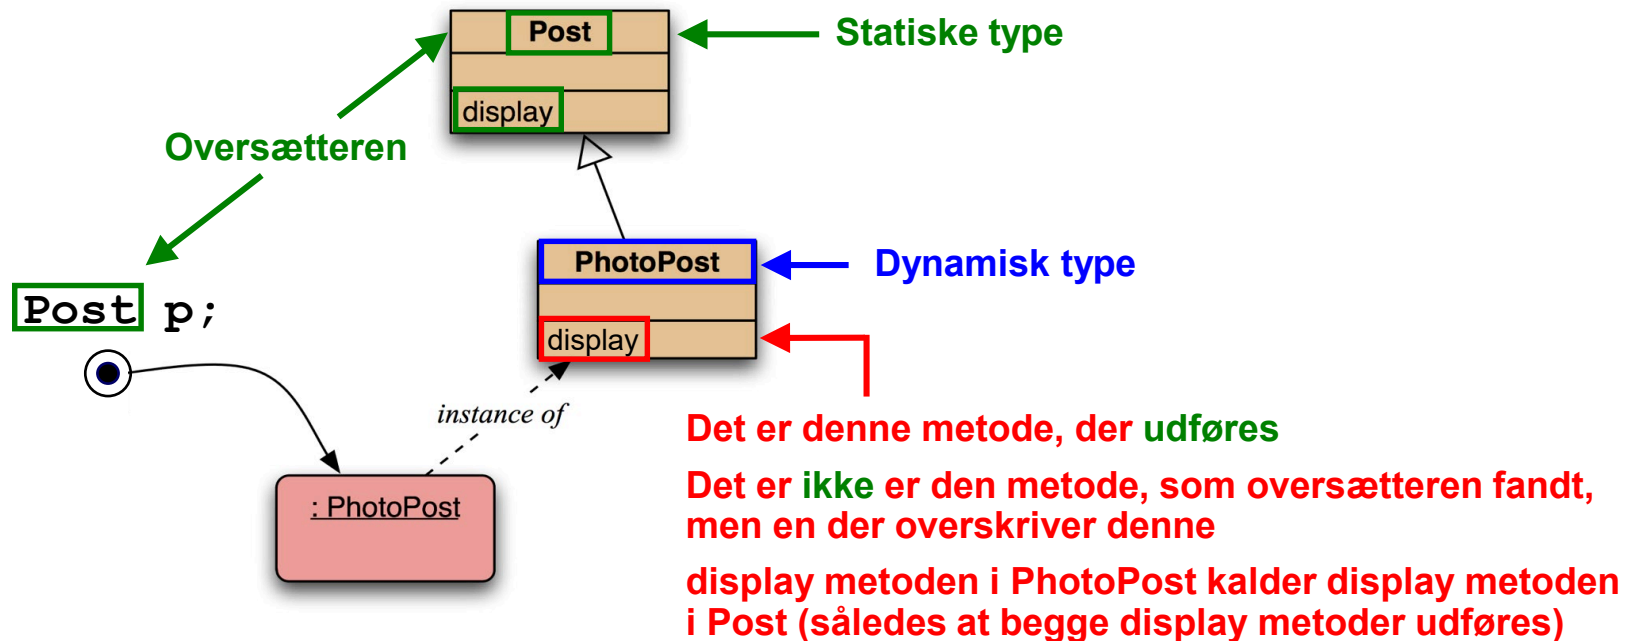 Post
Statiske type
display
Oversætteren
PhotoPost
Dynamisk type
Post p;
display
instance of
Det er denne metode, der udføres
Det er ikke er den metode, som oversætteren fandt,
men en der overskriver denne
: PhotoPost
display metoden i PhotoPost kalder display metoden
i Post (således at begge display metoder udføres)